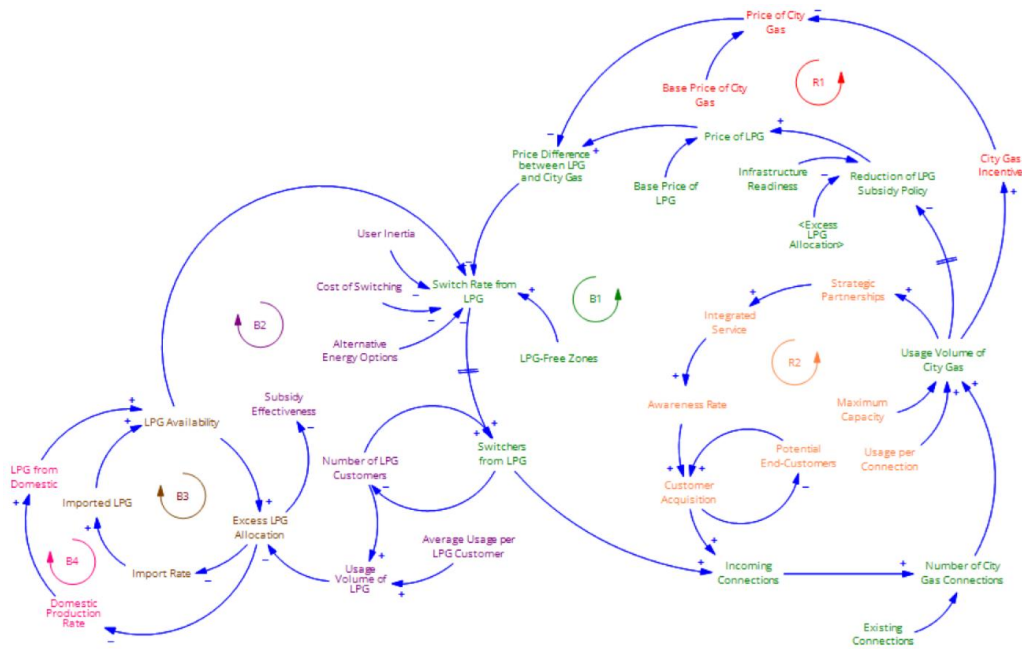 Price of City
Gas
R1
Base Price of City
Gas
Price of LPG
Price Difference
between LPG
and City Gas
Base Price of
LPG
Infrastructure
Readiness
Reduction of LPG
Subsidy Policy
City Gas
Incentive
<Excess
LPG
Allocation>
User Inertia
Cost of Switching
Switch Rate from
LPG
B1
B2
Alternative
Energy Options
LPG-Free Zones
Strategic
Partnerships
Integrated
Service
R2
Usage Volume of
City Gas
Subsidy
Effectiveness
Awareness Rate
Maximum
Capacity
LPG Availability
Number of LPG
Customers
Switchers
from LPG
Potential
End-Customers
Usage per
Connection
LPG from
Domestic
Imported LPG
B3
Customer
Acquisition
Excess LPG
Allocation
B4
Import Rate
Average Usage per
LPG Customer
Usage
Volume of
LPG
Incoming
Connections
Number of City
Gas Connections
Domestic
Production
Rate
Existing
Connections